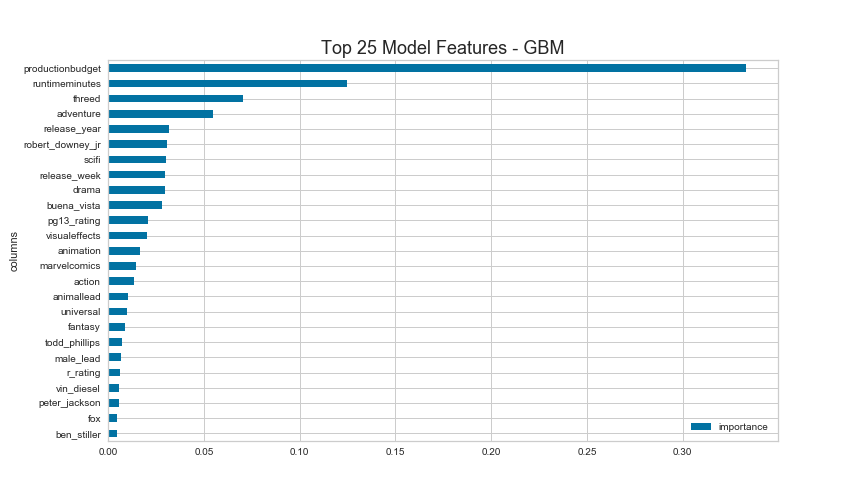 Top 25 Model Features - GBM
columns
productionbudget
runtimeminutes
threed
adventure
release_year
robert_downey_jr
scifi
release_week
drama
buena_vista
pg13_rating
visualeffects
animation
marvelcomics
action
animallead
universal
fantasy
todd_phillips
male_lead
r_rating
vin_diesel
peter_jackson
fox
ben_stiller
importance
0.00 0.05 0.10 0.15 0.20 0.25 0.30